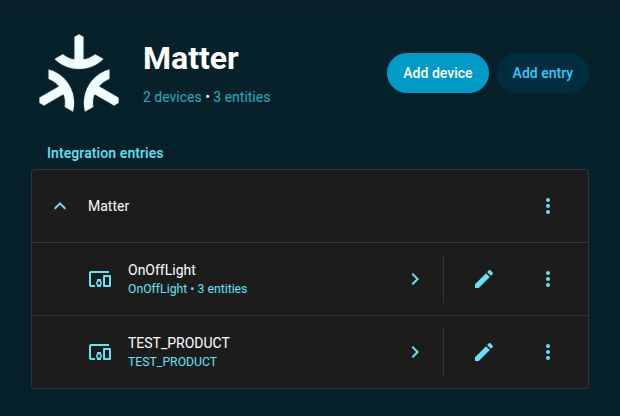 Matter
2 devices • 3 entities
Add device
Add entry
Integration entries
Matter
OnOffLight
OnOffLight • 3 entities
TEST_PRODUCT
TEST_PRODUCT